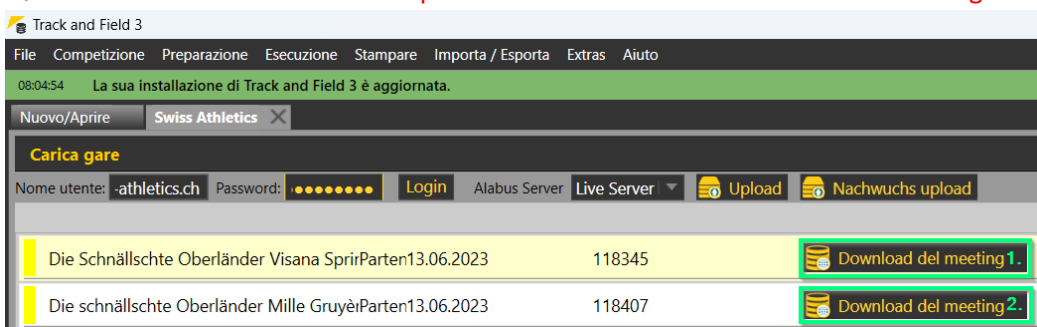 Track and Field 3
File Competizione Preparazione Esecuzione Stampare Importa / Esporta Extras Aiuto
08:04:54 La sua installazione di Track and Field 3 è aggiornata.
Nuovo/Aprire Swiss Athletics
Carica gare
Nome utente: -athletics.ch Password: Login Alabus Server Live Server Upload Nachwuchs upload
Die Schnällschte Oberländer Visana SprirParten13.06.2023 118345 Download del meeting 1.
Die schnällschte Oberländer Mille GruyèrParten13.06.2023 118407 Download del meeting 2.